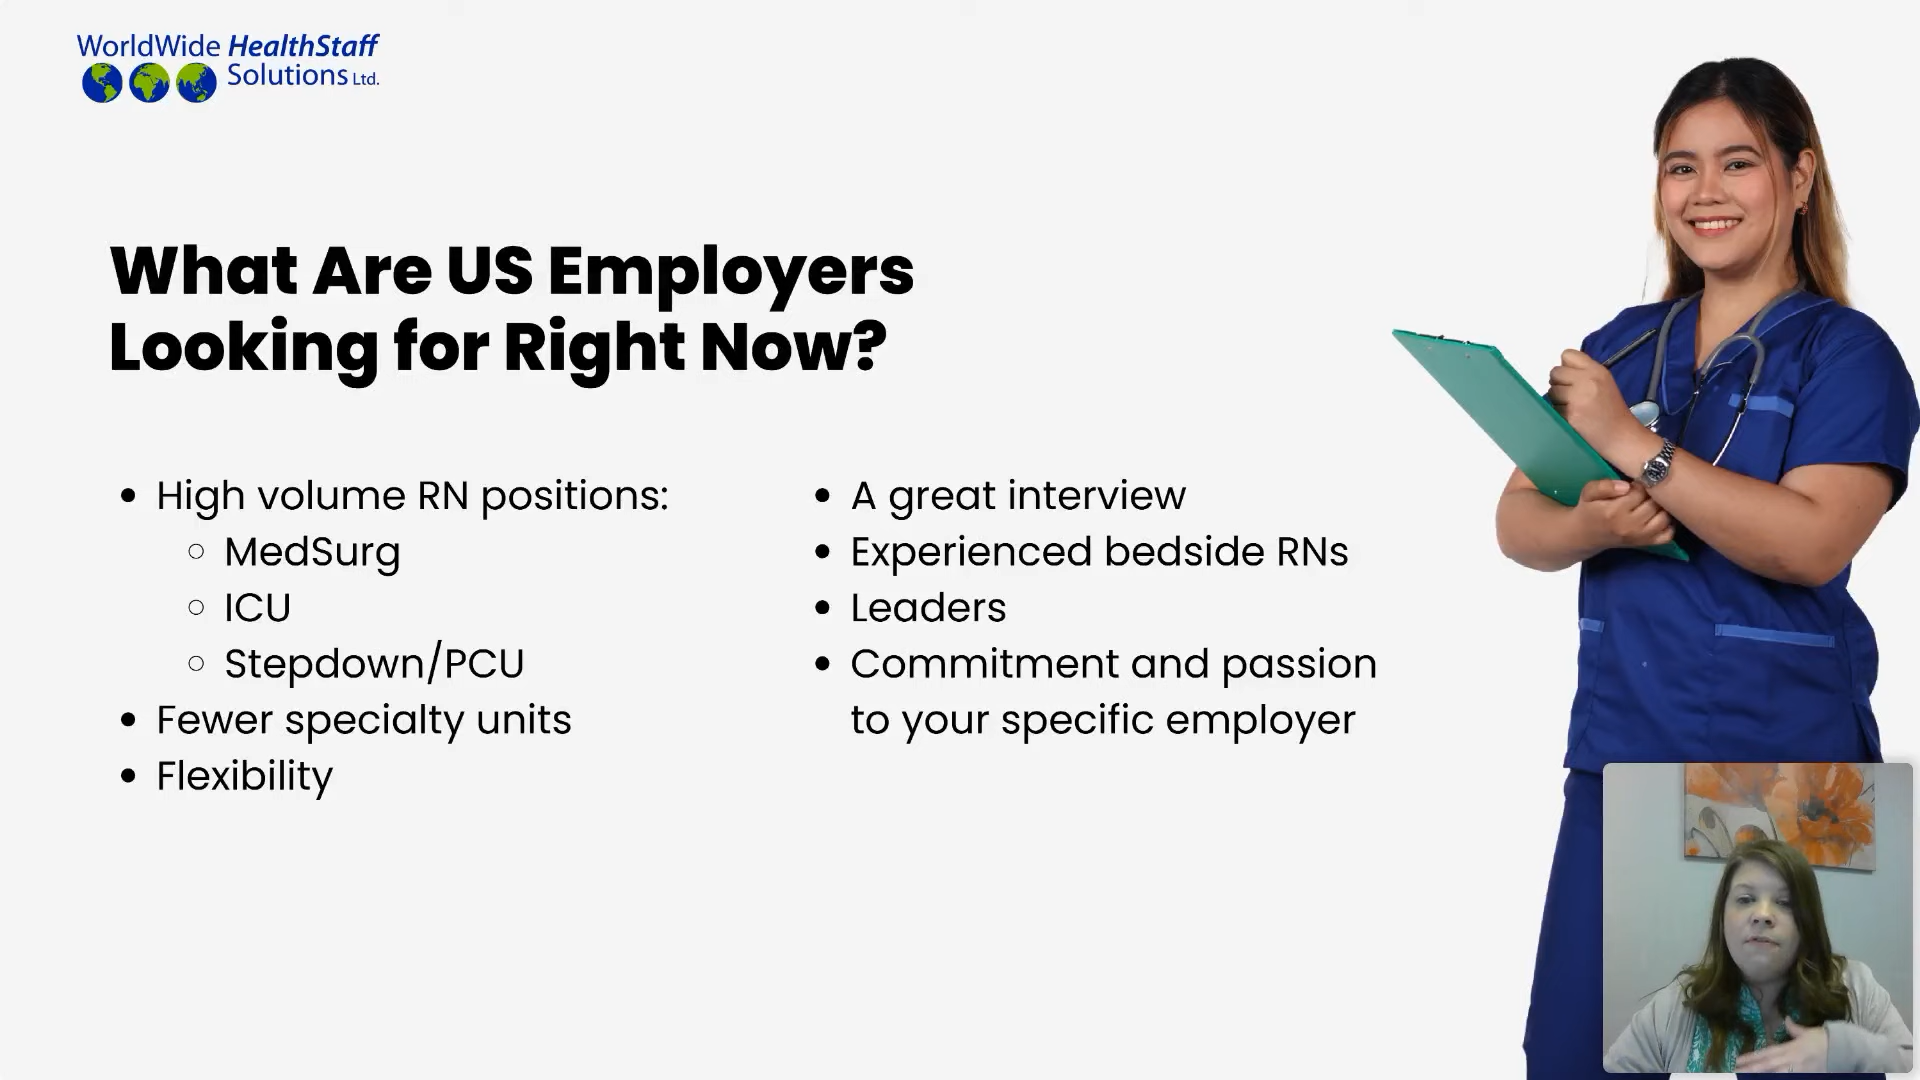 WorldWide HealthStaff
Solutions Ltd.
What Are US Employers
Looking for Right Now?
• High volume RN positions:
○ MedSurg
○ ICU
○ Stepdown/PCU
• Fewer specialty units
• Flexibility
• A great interview
• Experienced bedside RNs
• Leaders
• Commitment and passion
to your specific employer